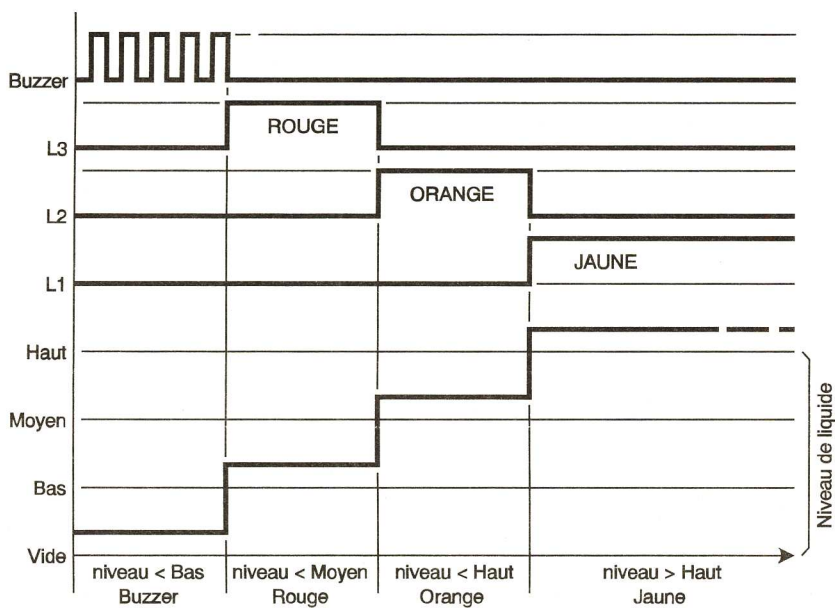 Buzzer
L3
ROUGE
L2
ORANGE
L1
JAUNE
Haut
Moyen
Bas
Vide
Niveau de liquide
niveau < Bas
Buzzer
niveau < Moyen
Rouge
niveau < Haut
Orange
niveau > Haut
Jaune